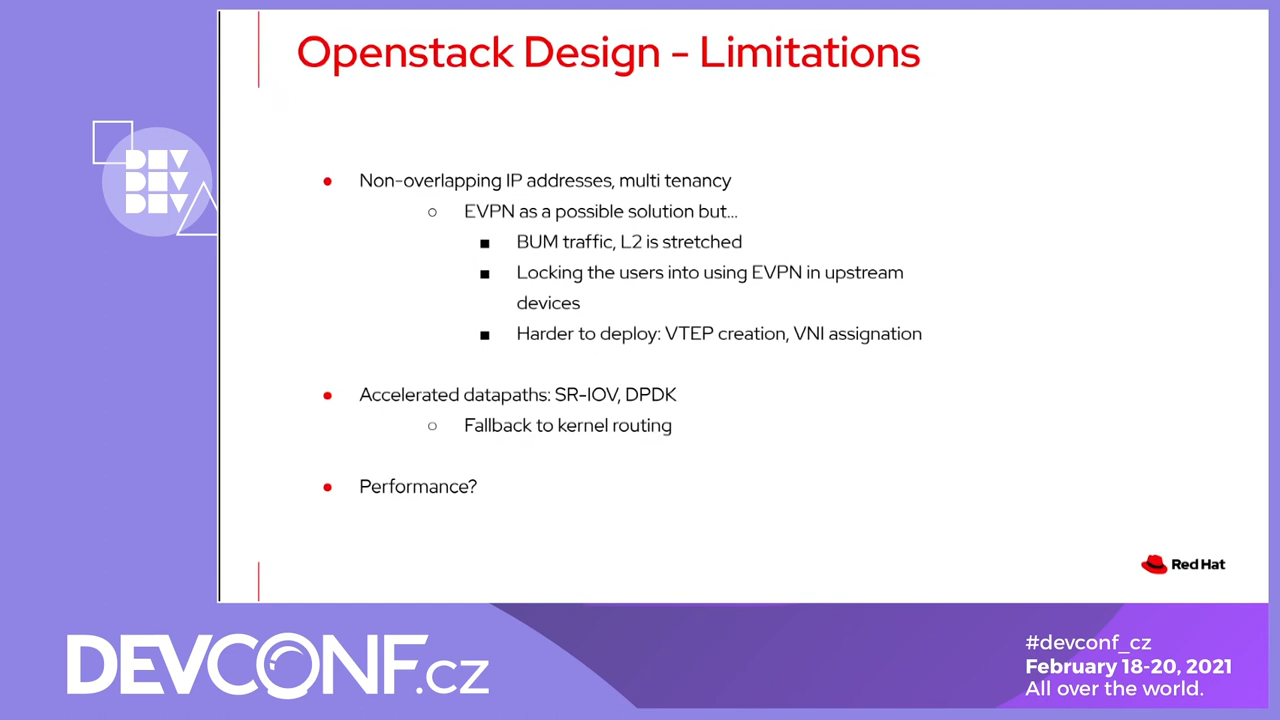 Openstack Design - Limitations
DEV
DEV
DEV
Non-overlapping IP addresses, multi tenancy
EVPN as a possible solution but...
BUM traffic, L2 is stretched
Locking the users into using EVPN in upstream
devices
Harder to deploy: VTEP creation, VNI assignation
Accelerated datapaths: SR-IOV, DPDK
Fallback to kernel routing
Performance?
Red Hat
DEVCONF.cz
#devconf_cz
February 18-20, 2021
All over the world.